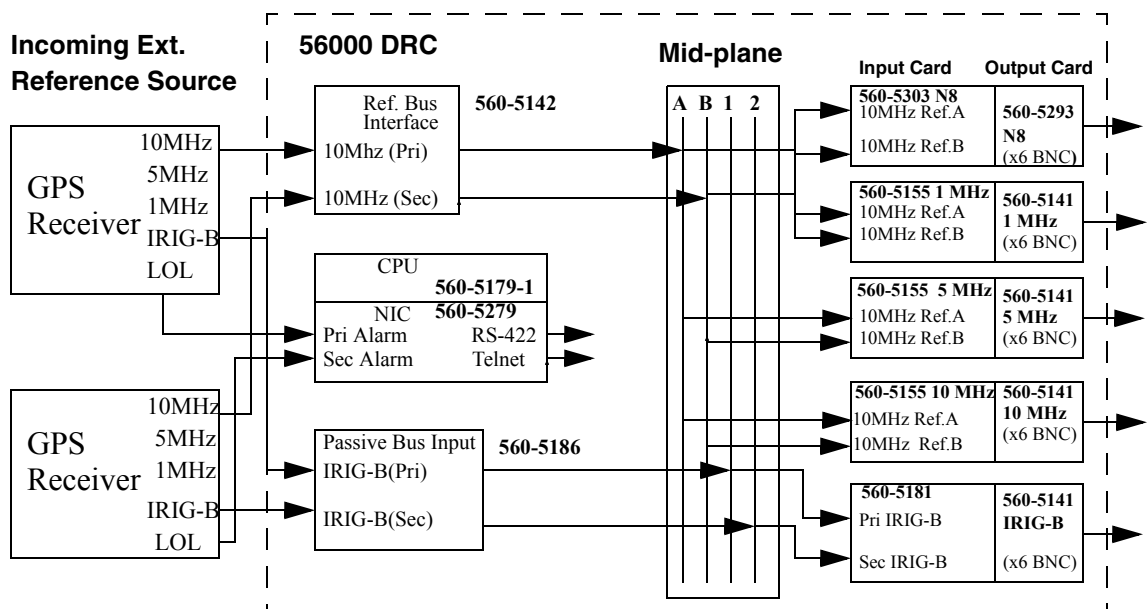 Incoming Ext.
Reference Source
56000 DRC
Mid-plane
Input Card
Output Card
GPS
Receiver
10MHz
5MHz
1MHz
IRIG-B
LOL
GPS
Receiver
10MHz
5MHz
1MHz
IRIG-B
LOL
Ref. Bus
Interface
10Mhz (Pri)
10MHz (Sec)
560-5142
CPU
560-5179-1
NIC 560-5279
Pri Alarm RS-422
Sec Alarm Telnet
Passive Bus Input
IRIG-B(Pri)
IRIG-B(Sec)
560-5186
A B 1 2
560-5303 N8
10MHz Ref.A
10MHz Ref.B
560-5293
N8
(x6 BNC)
560-5155 1 MHz
10MHz Ref.A
10MHz Ref.B
560-5141
1 MHz
(x6 BNC)
560-5155 5 MHz
10MHz Ref.A
10MHz Ref.B
560-5141
5 MHz
(x6 BNC)
560-5155 10 MHz
10MHz Ref.A
10MHz Ref.B
560-5141
10 MHz
(x6 BNC)
560-5181
Pri IRIG-B
Sec IRIG-B
560-5141
IRIG-B
(x6 BNC)